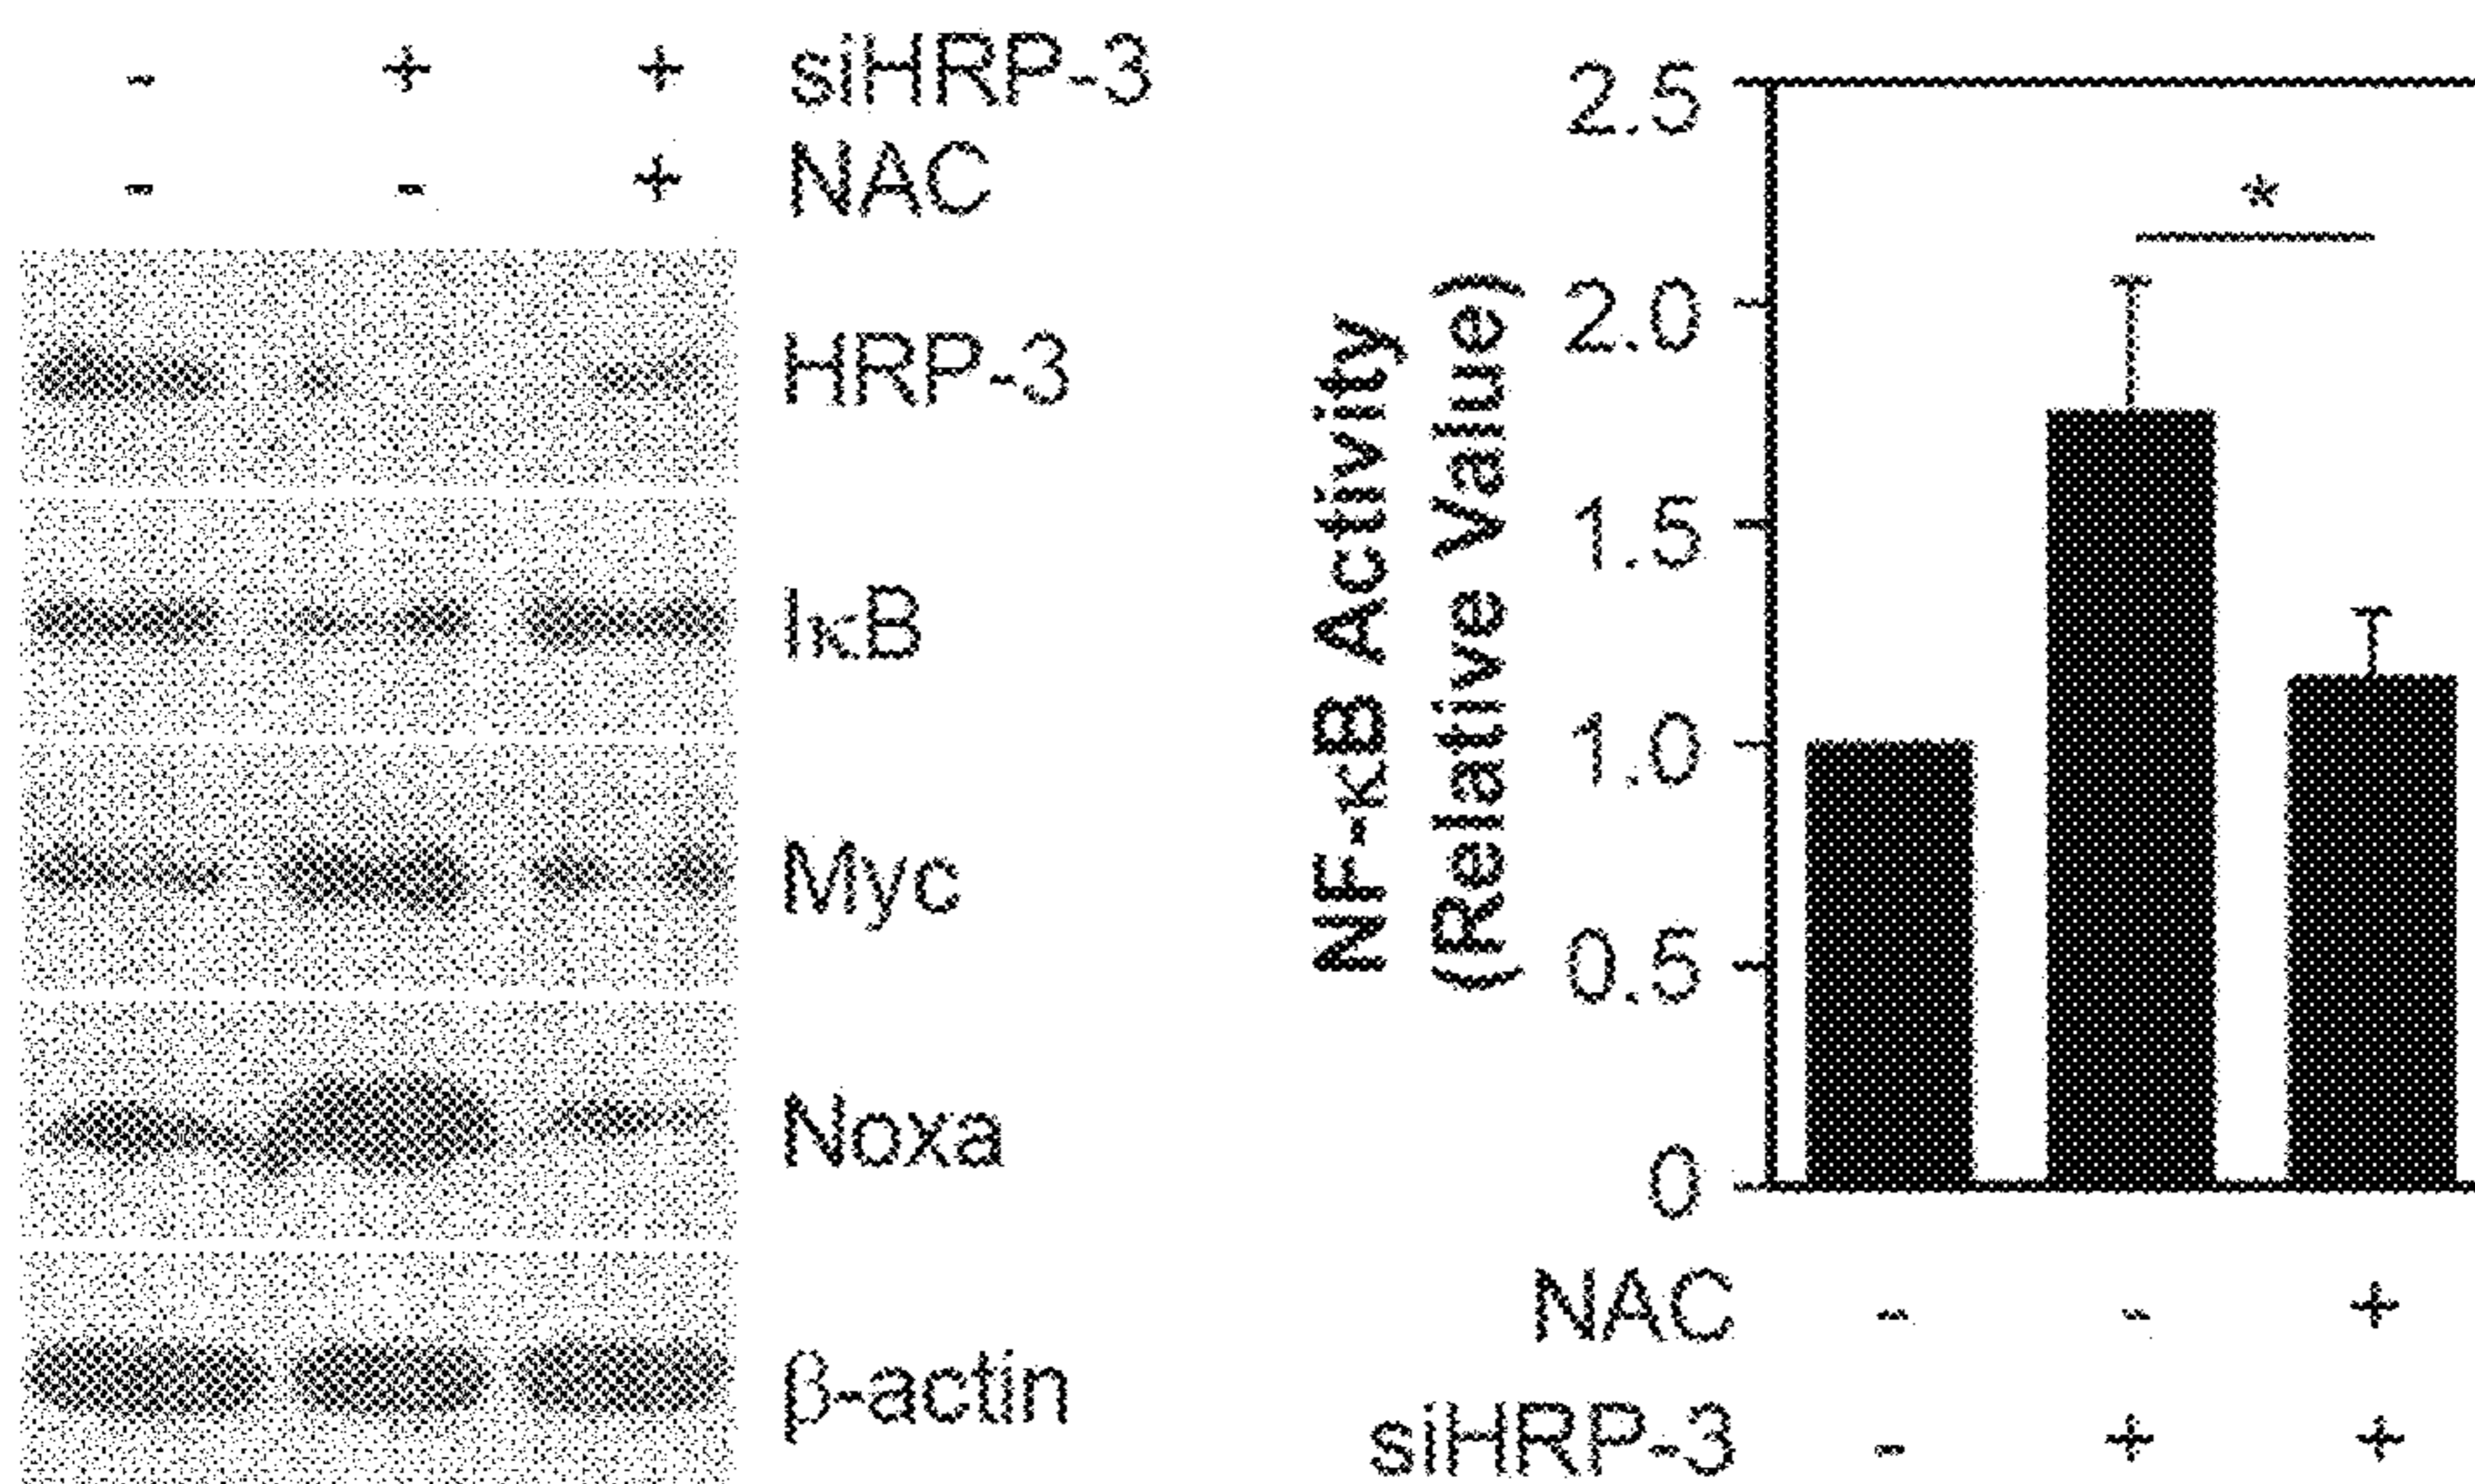 - + + siHRP-3
- - + NAC
HRP-3
IκB
Myc
Noxa
β-actin
NF-κB Activity
(Relative Value)
2.5
2.0
1.5
1.0
0.5
0
*
NAC - - +
siHRP-3 - + +